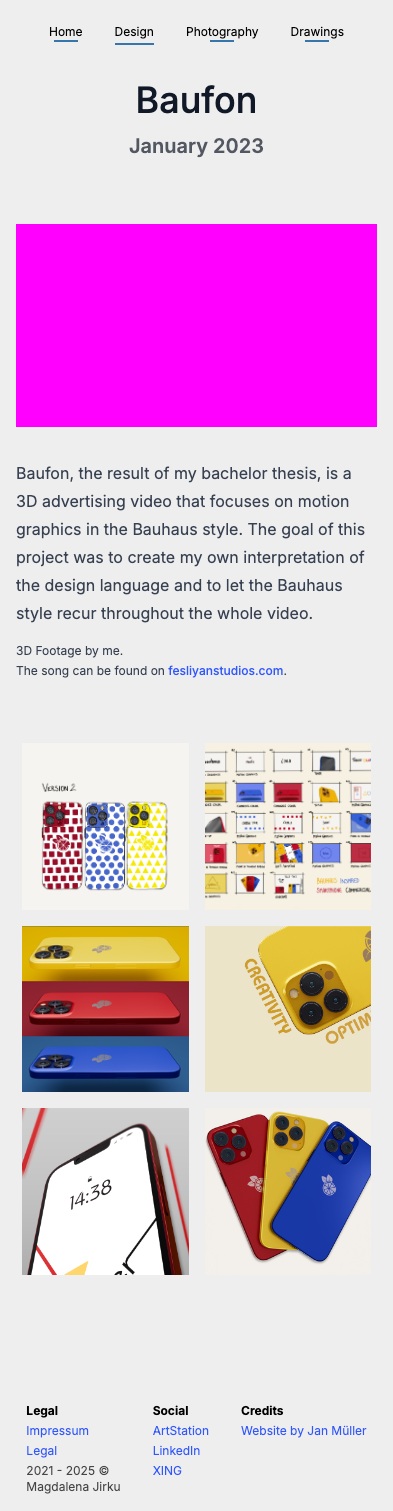 Home Design Photography Drawings
Baufon
January 2023
Baufon, the result of my bachelor thesis, is a
3D advertising video that focuses on motion
graphics in the Bauhaus style. The goal of this
project was to create my own interpretation of
the design language and to let the Bauhaus
style recur throughout the whole video.
3D Footage by me.
The song can be found on fesliyanstudios.com.
VERSION 2
CREATIVITY
OPTIM
14:38
Legal
Impressum
Legal
2021 - 2025 ©
Magdalena Jirku
Social
ArtStation
LinkedIn
XING
Credits
Website by Jan Müller